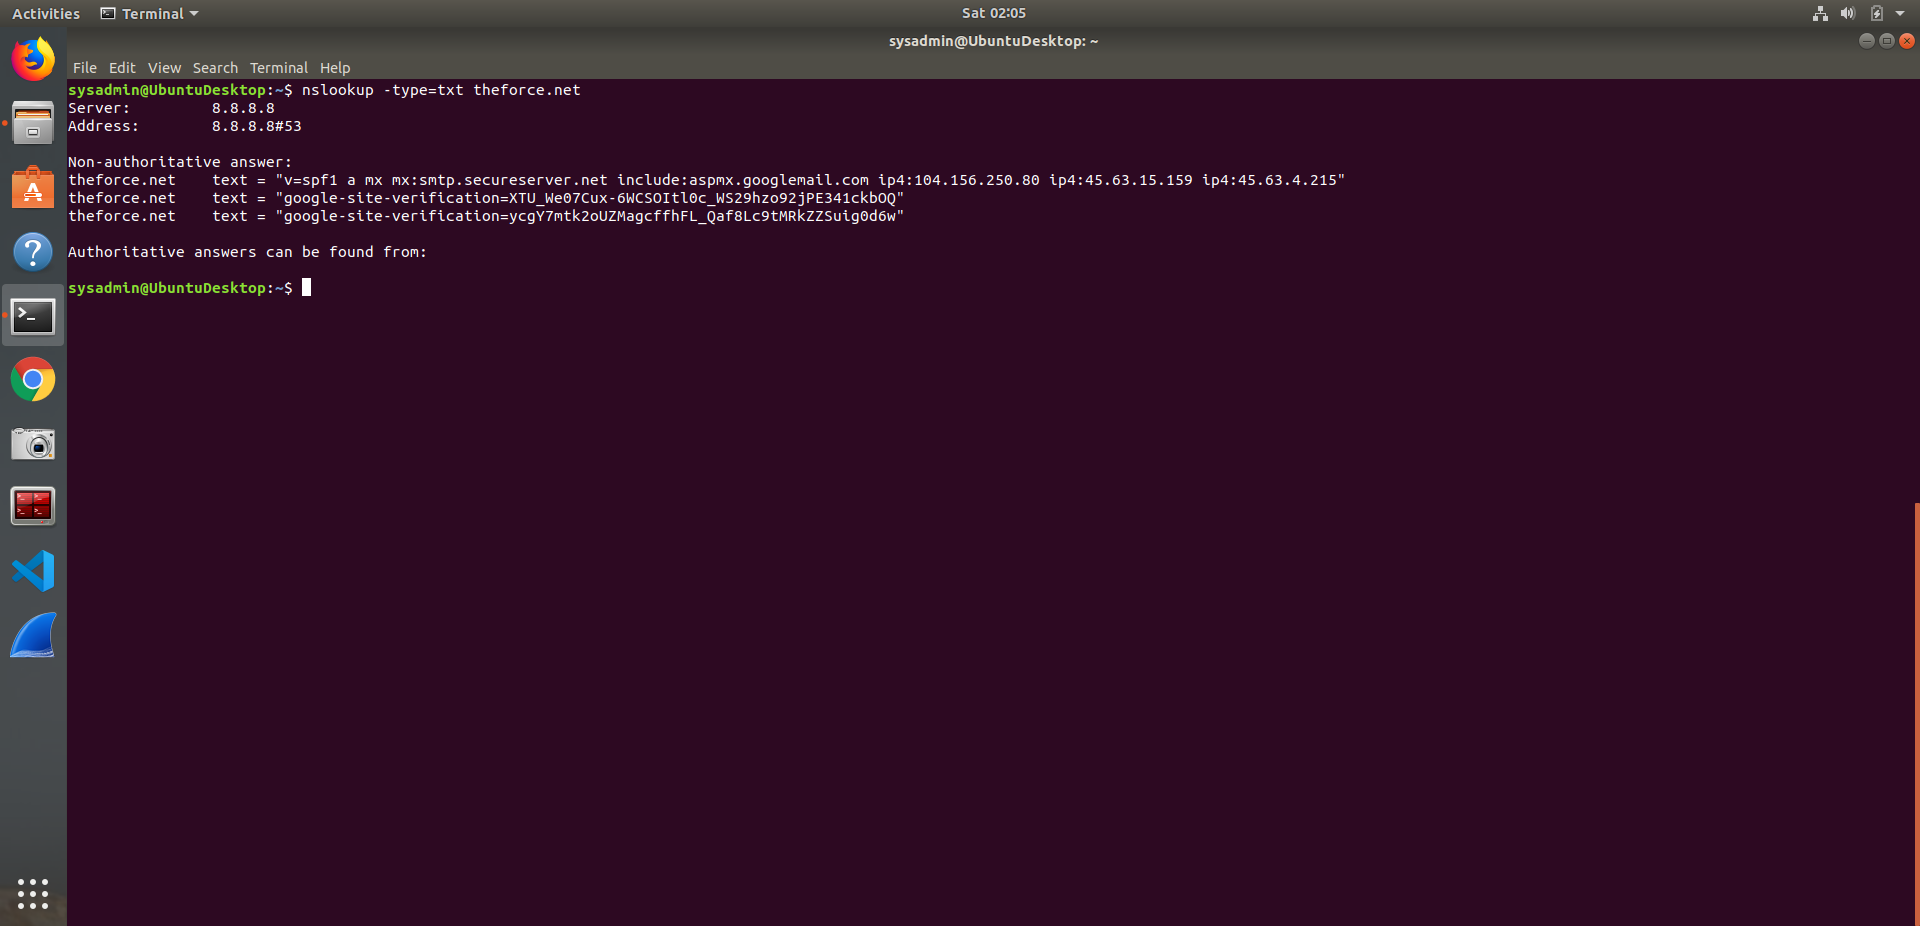 Activities Terminal Sat 02:05
sysadmin@UbuntuDesktop: ~
File Edit View Search Terminal Help
sysadmin@UbuntuDesktop:~$ nslookup -type=txt theforce.net
Server: 8.8.8.8
Address: 8.8.8.8#53
Non-authoritative answer:
theforce.net text = "v=spf1 a mx mx:smtp.secureserver.net include:aspmx.googlemail.com ip4:104.156.250.80 ip4:45.63.15.159 ip4:45.63.4.215"
theforce.net text = "google-site-verification=XTU_We07Cux-6WCSOItl0c_WS29hzo92jPE341ckbOQ"
theforce.net text = "google-site-verification=ycgY7mtk2oUZMagcffhFL_Qaf8Lc9tMRkZZSuig0d6w"
Authoritative answers can be found from:
sysadmin@UbuntuDesktop:~$